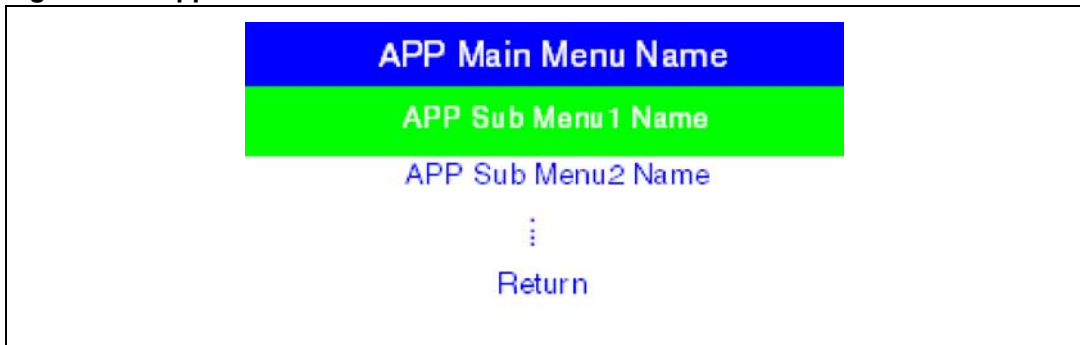 APP Main Menu Name
APP Sub Menu1 Name
APP Sub Menu2 Name
⋮
Return